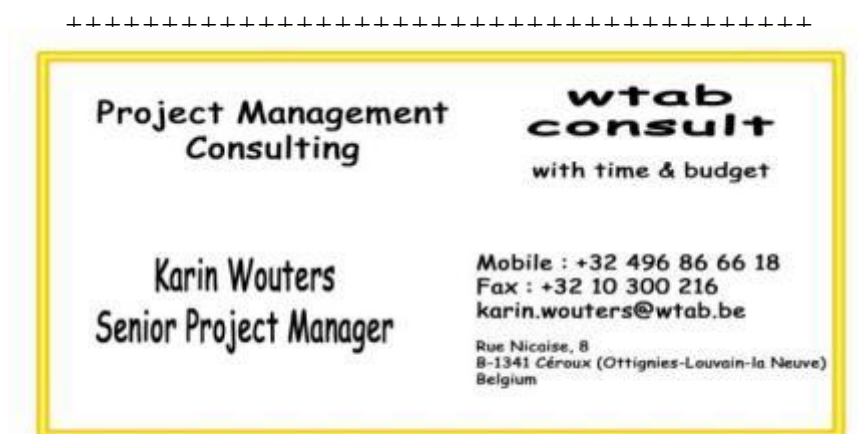 +++++++++++++++++++++++++++++++++++++++
Project Management
Consulting
wtab
consult
with time & budget
Karin Wouters
Senior Project Manager
Mobile : +32 496 86 66 18
Fax : +32 10 300 216
karin.wouters@wtab.be
Rue Nicaise, 8
B-1341 Céroux (Ottignies-Louvain-la Neuve)
Belgium